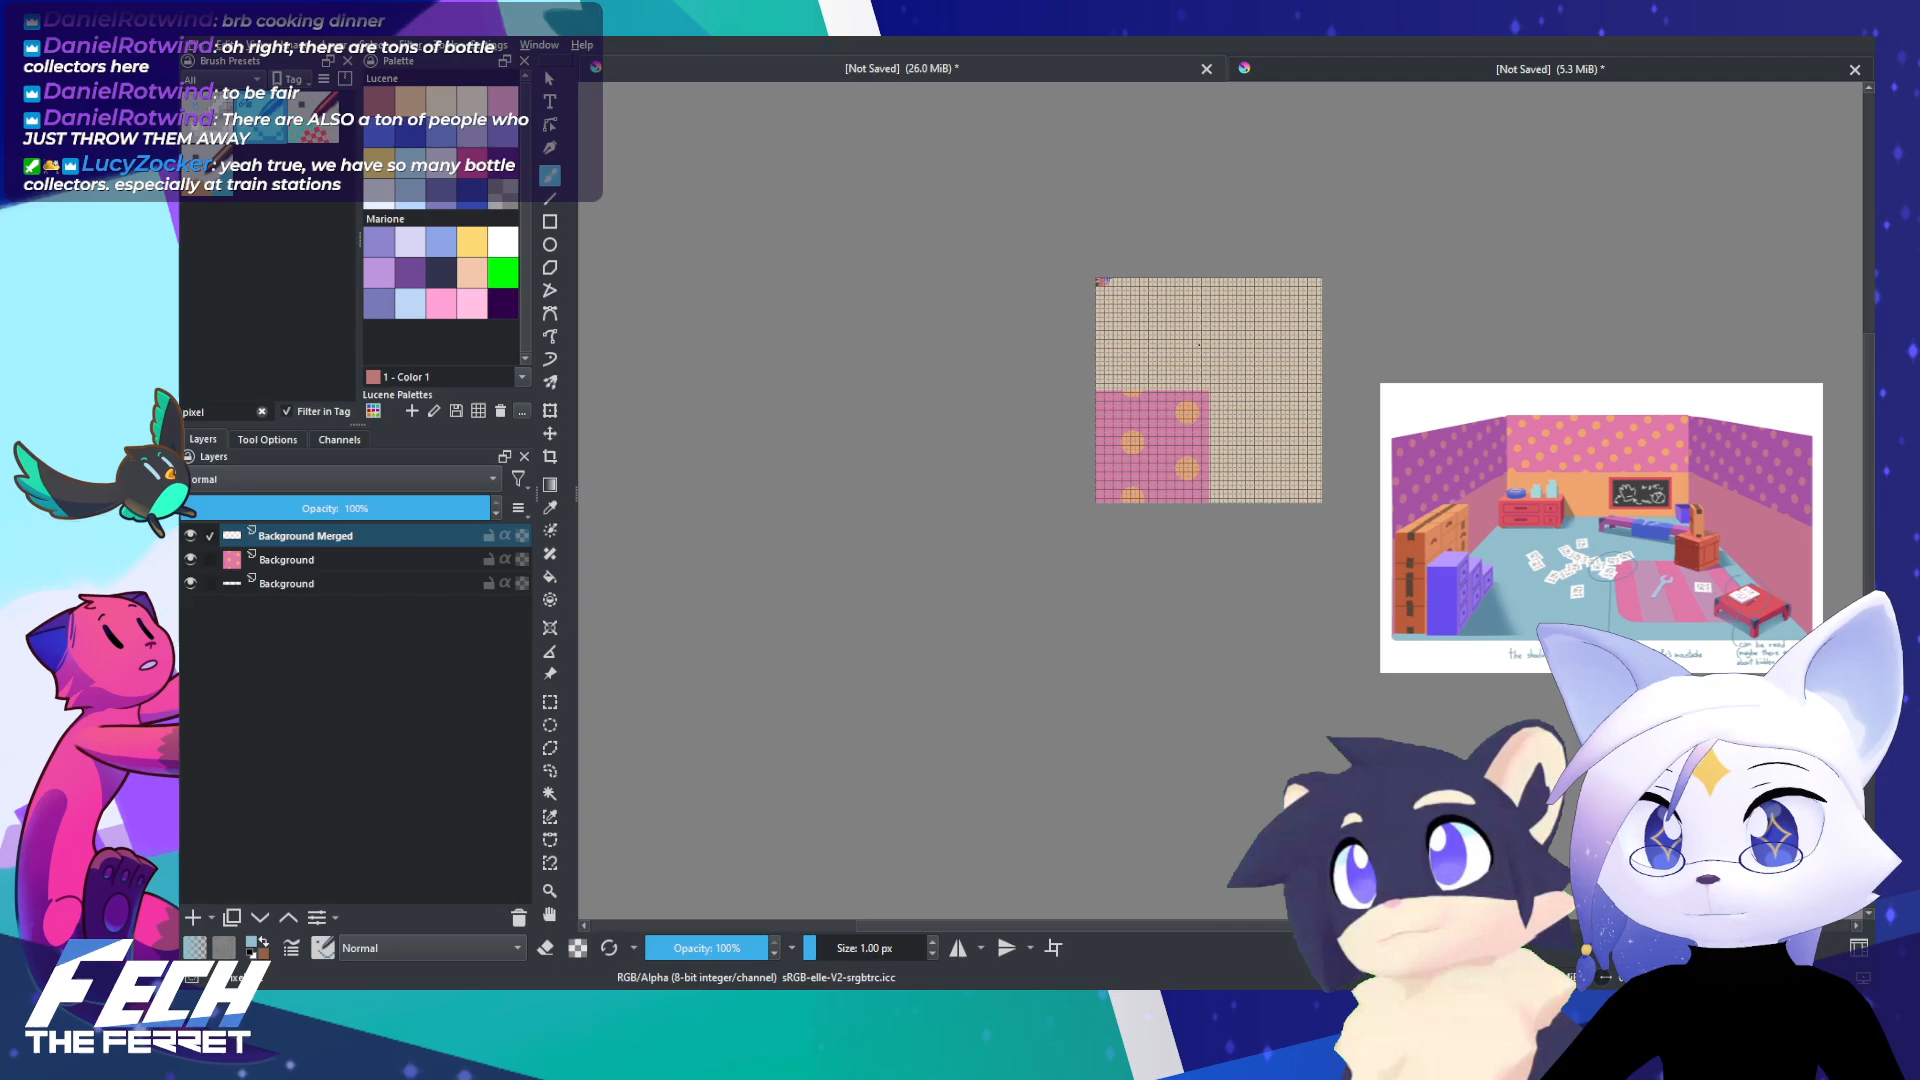 DanielRotwind: brb cooking dinner
DanielRotwind: oh right, there are tons of bottle
collectors here
DanielRotwind: to be fair
DanielRotwind: There are ALSO a ton of people who
JUST THROW THEM AWAY
LucyZocker: yeah true, we have so many bottle
collectors. especially at train stations
Window Help
Brush Presets
Palette
All
Tag
Lucene
Marione
1 - Color 1
Lucene Palettes
pixel
Filter in Tag
...
Layers Tool Options Channels
Layers
ormal
Opacity: 100%
Background Merged
Background
Background
[Not Saved] (26.0 MiB) *
[Not Saved] (5.3 MiB) *
can be read
Normal
Opacity: 100%
Size: 1.00 px
RGB/Alpha (8-bit integer/channel) sRGB-elle-V2-srgbtrc.icc
FECH
THE FERRET